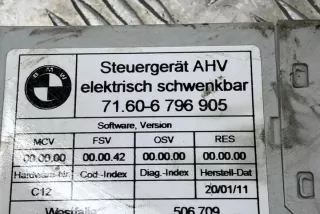 BMW
Steuergerät AHV
elektrisch schwenkbar
71.60-6 796 905
Software, Version
MCV FSV OSV RES
00.00.00 00.00.42 00.00.00 00.00.00
Hardware-Nr Cod.-Index Diag.-Index Herstell-Dat
C12 20/01/11
506 709